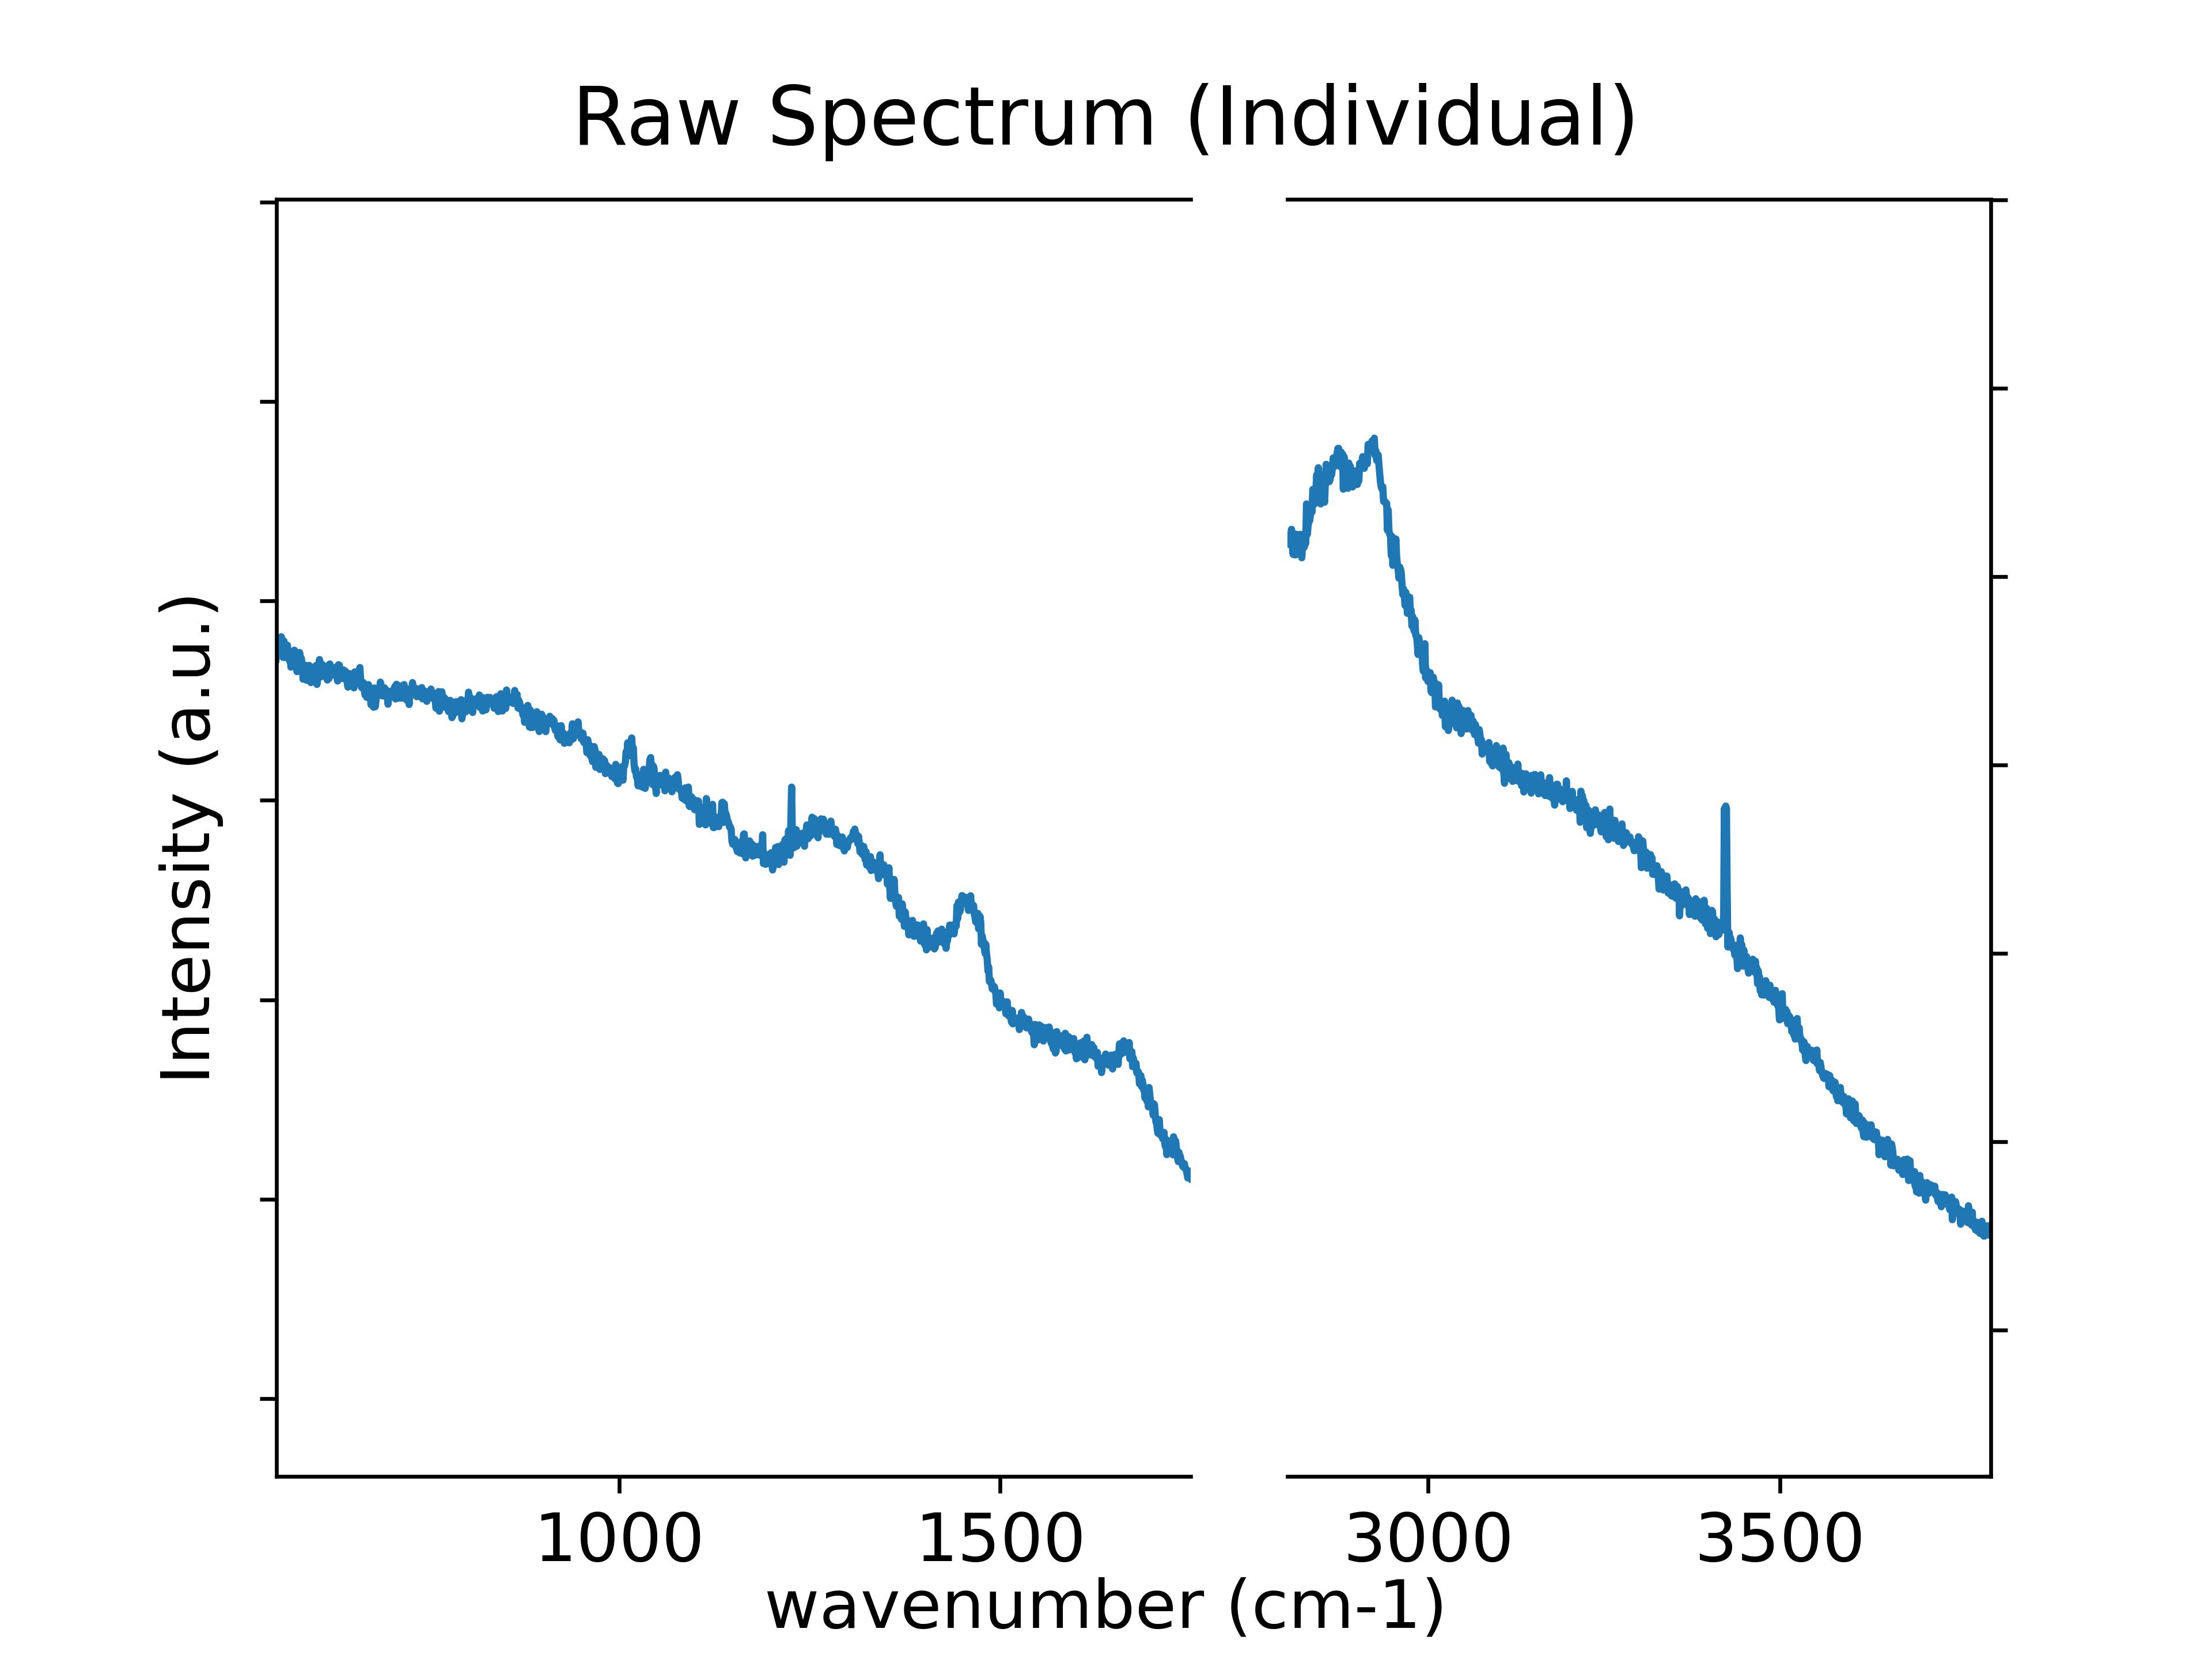 Raw Spectrum (Individual)
Intensity (a.u.)
1000 1500 3000 3500
wavenumber (cm-1)